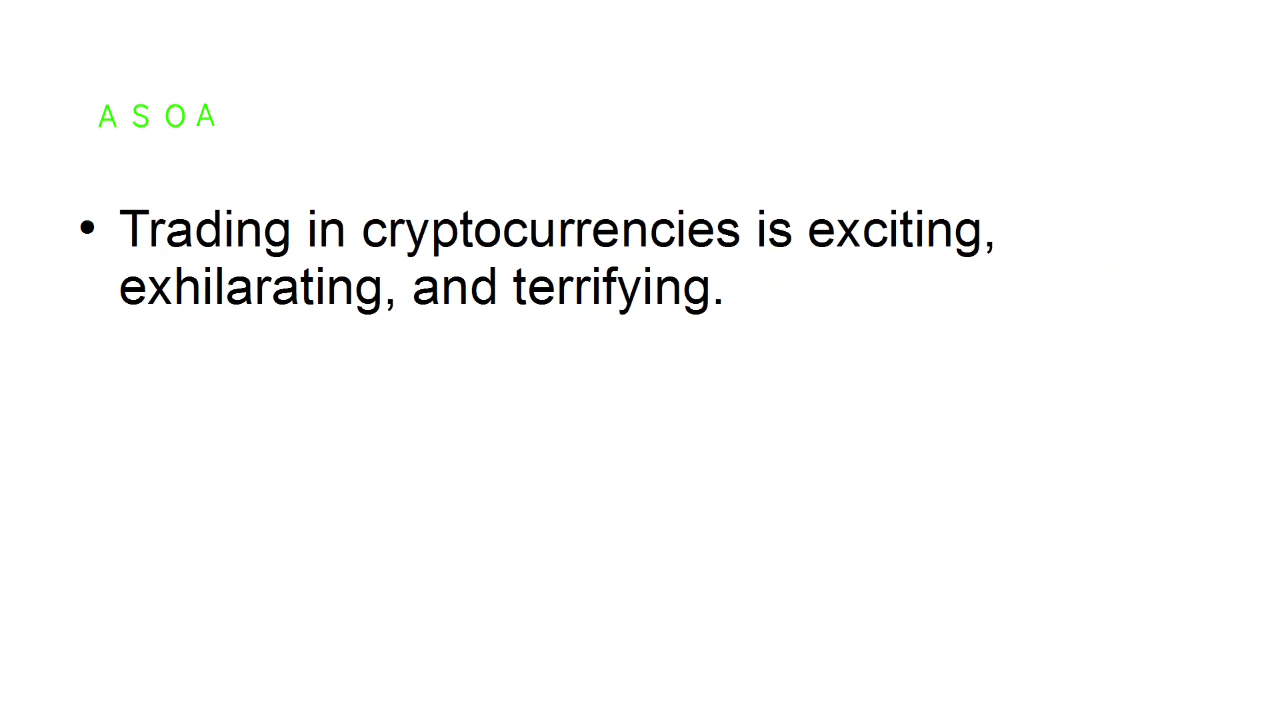 A S O A
• Trading in cryptocurrencies is exciting,
exhilarating, and terrifying.